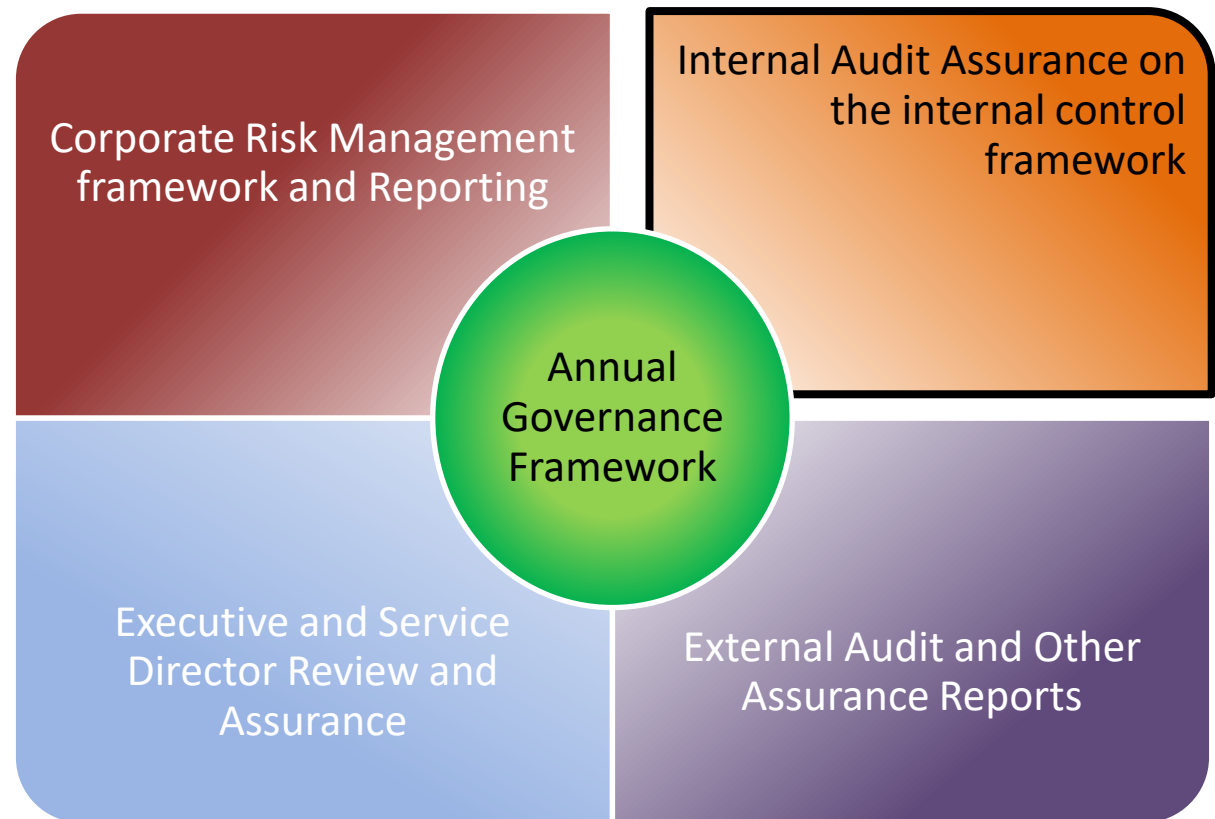 Corporate Risk Management
framework and Reporting
Internal Audit Assurance on
the internal control
framework
Annual
Governance
Framework
Executive and Service
Director Review and
Assurance
External Audit and Other
Assurance Reports